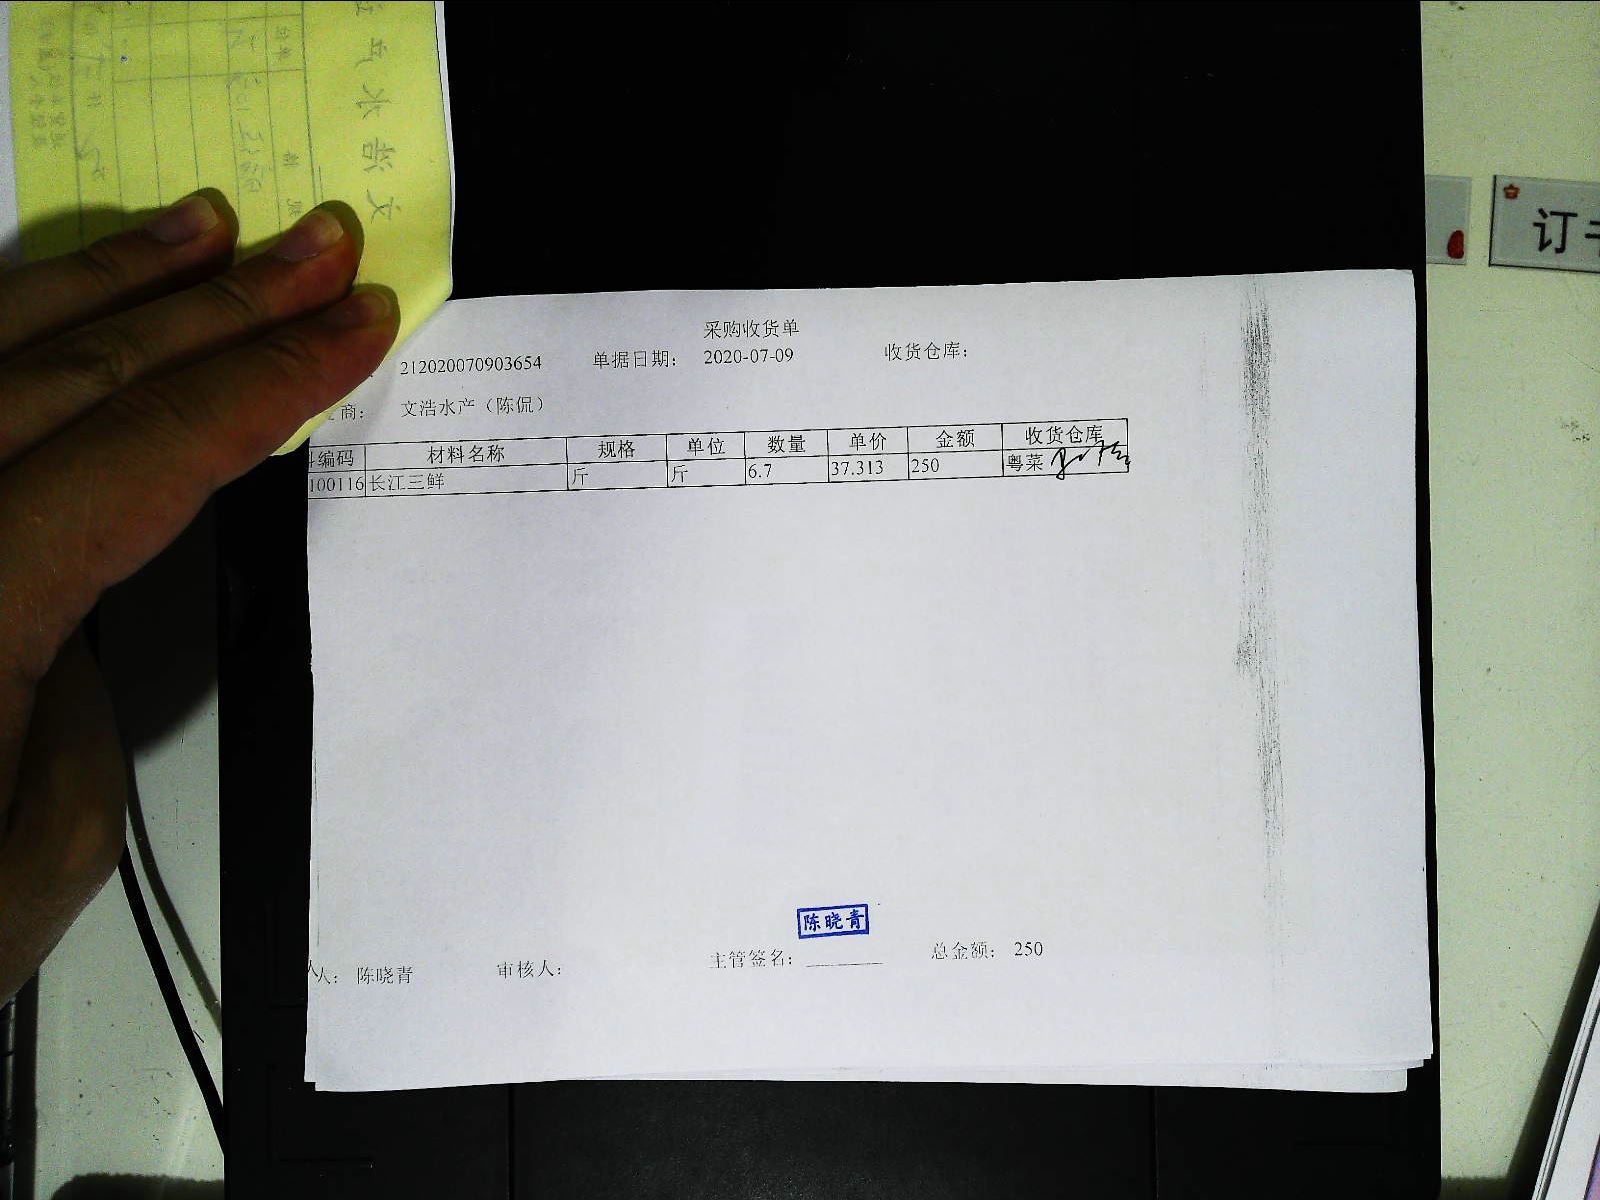 文浩水产
订
采购收货单
212020070903654 单据日期： 2020-07-09 收货仓库：
商： 文浩水产（陈侃）
编码 材料名称 规格 单位 数量 单价 金额 收货仓库
100116 长江三鲜 斤 斤 6.7 37.313 250 粤菜
陈晓青
人： 陈晓青 审核人： 主管签名： 总金额： 250